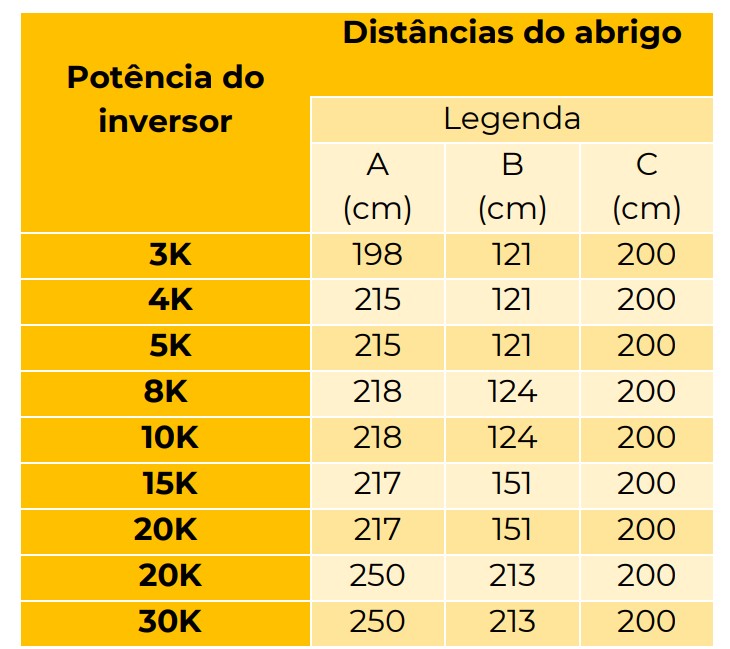 Potência do
inversor
Distâncias do abrigo
Legenda
A
(cm)
B
(cm)
C
(cm)
3K 198 121 200
4K 215 121 200
5K 215 121 200
8K 218 124 200
10K 218 124 200
15K 217 151 200
20K 217 151 200
20K 250 213 200
30K 250 213 200